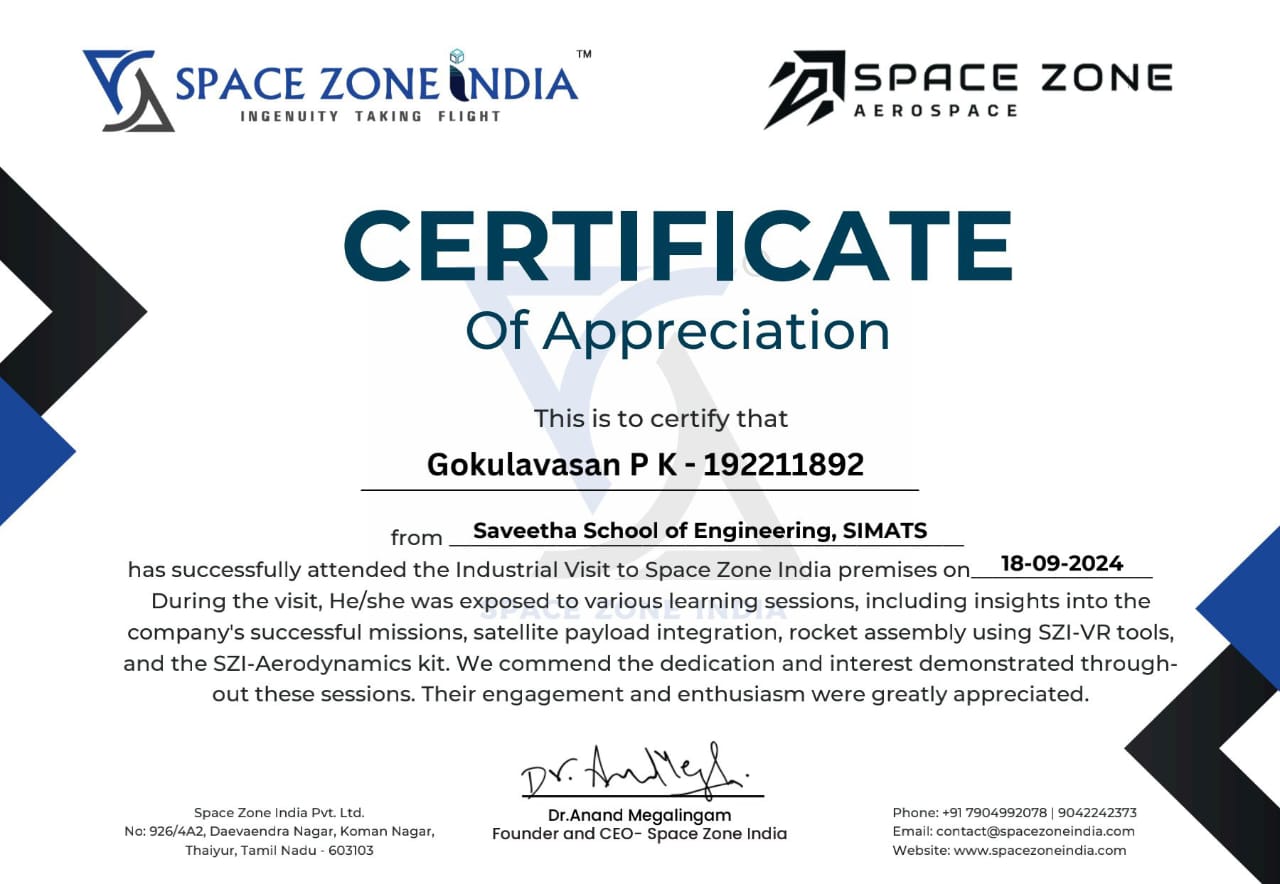 SPACE ZONE INDIA™
INGENUITY TAKING FLIGHT
SPACE ZONE
AEROSPACE
CERTIFICATE
Of Appreciation
This is to certify that
Gokulavasan P K - 192211892
from Saveetha School of Engineering, SIMATS
has successfully attended the Industrial Visit to Space Zone India premises on 18-09-2024
During the visit, He/she was exposed to various learning sessions, including insights into the
company's successful missions, satellite payload integration, rocket assembly using SZI-VR tools,
and the SZI-Aerodynamics kit. We commend the dedication and interest demonstrated through-
out these sessions. Their engagement and enthusiasm were greatly appreciated.
SPACE ZONE INDIA
Dr.Anand Megalingam
Founder and CEO- Space Zone India
Space Zone India Pvt. Ltd.
No: 926/4A2, Daevaendra Nagar, Koman Nagar,
Thaiyur, Tamil Nadu - 603103
Phone: +91 7904992078 | 9042242373
Email: contact@spacezoneindia.com
Website: www.spacezoneindia.com